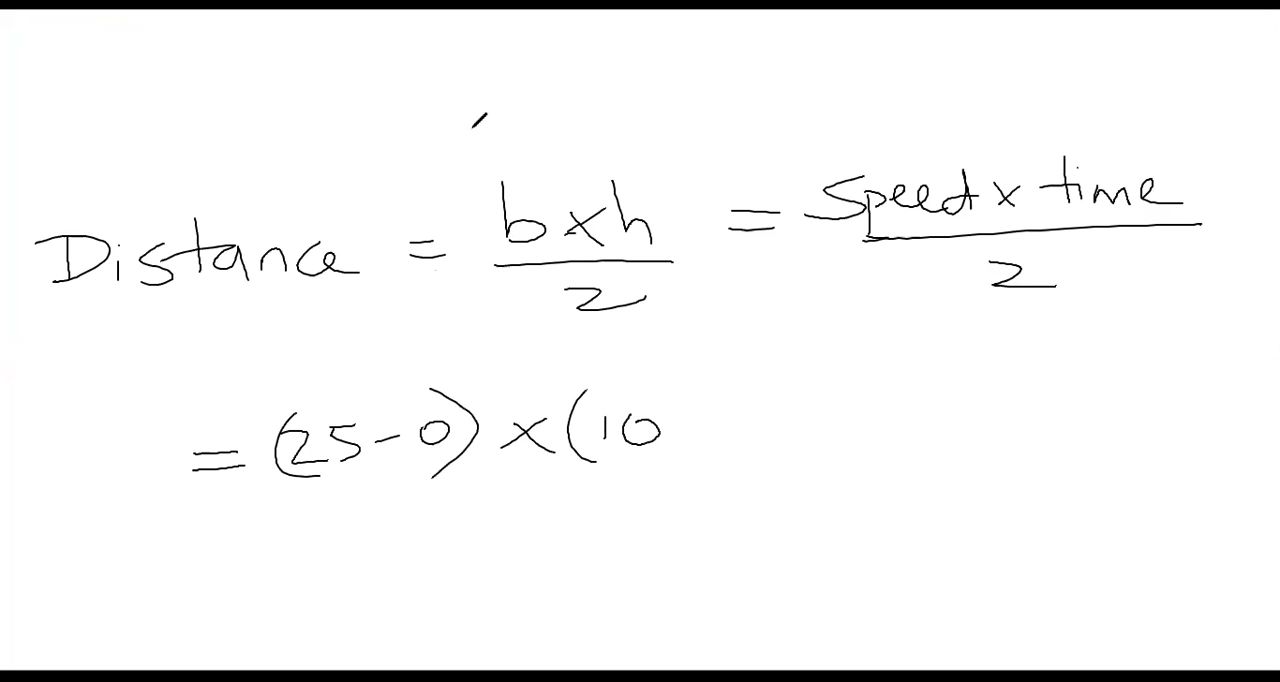 Distance = b×h/2 = Speed × time/2
= (25-0) × (10